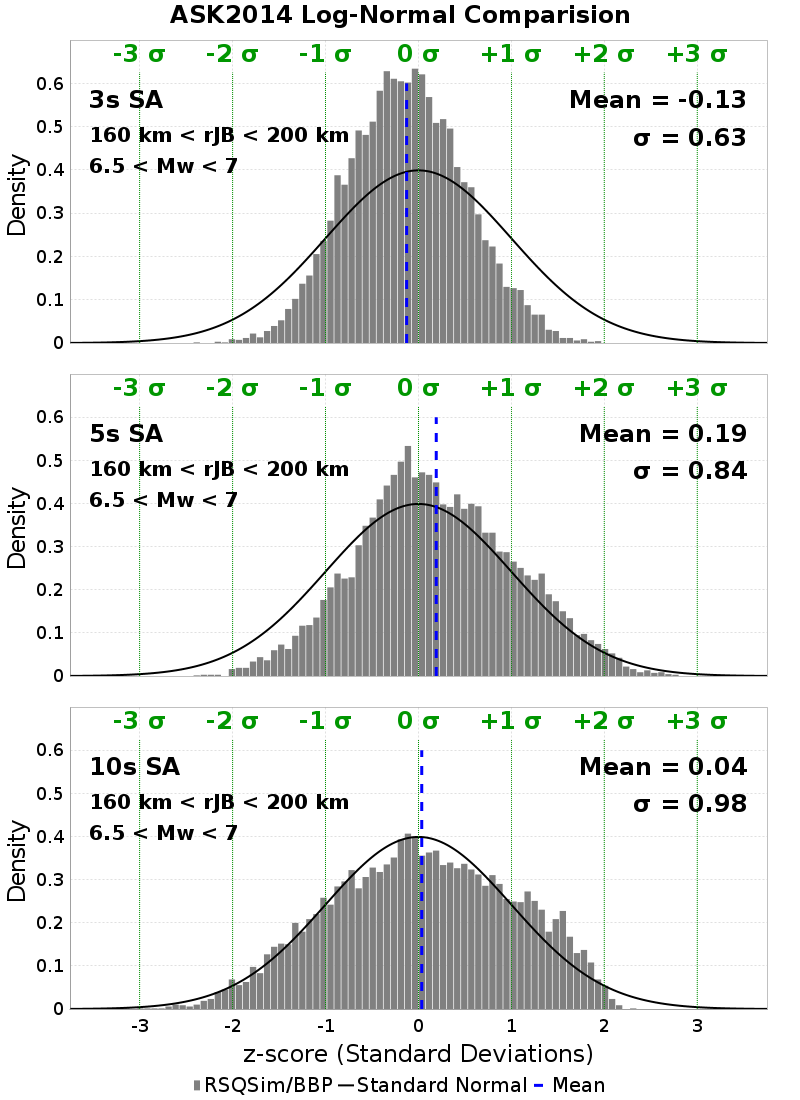 ASK2014 Log-Normal Comparision
-3 σ -2 σ -1 σ 0 σ +1 σ +2 σ +3 σ
3s SA
160 km < rJB < 200 km
6.5 < Mw < 7
Mean = -0.13
σ = 0.63
Density
0.6
0.5
0.4
0.3
0.2
0.1
0
-3 σ -2 σ -1 σ 0 σ +1 σ +2 σ +3 σ
5s SA
160 km < rJB < 200 km
6.5 < Mw < 7
Mean = 0.19
σ = 0.84
Density
0.6
0.5
0.4
0.3
0.2
0.1
0
-3 σ -2 σ -1 σ 0 σ +1 σ +2 σ +3 σ
10s SA
160 km < rJB < 200 km
6.5 < Mw < 7
Mean = 0.04
σ = 0.98
Density
0.6
0.5
0.4
0.3
0.2
0.1
0
-3 -2 -1 0 1 2 3
z-score (Standard Deviations)
RSQSim/BBP Standard Normal Mean